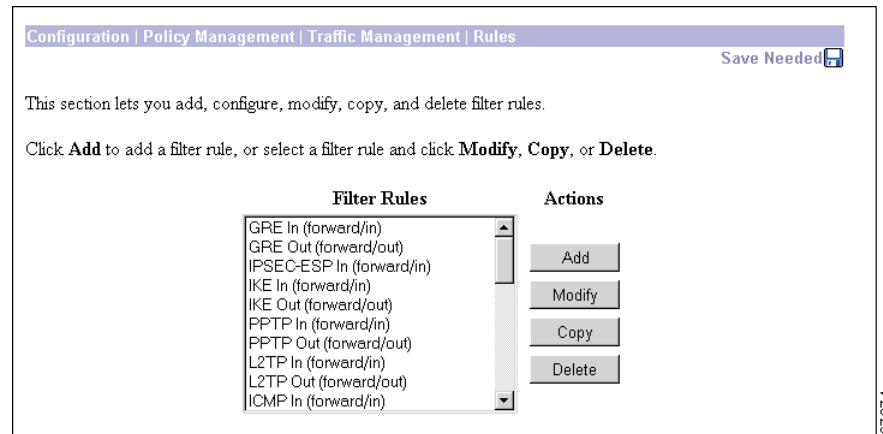 Configuration | Policy Management | Traffic Management | Rules
Save Needed
This section lets you add, configure, modify, copy, and delete filter rules.
Click Add to add a filter rule, or select a filter rule and click Modify, Copy, or Delete.
Filter Rules
Actions
GRE In (forward/in)
GRE Out (forward/out)
IPSEC-ESP In (forward/in)
IKE In (forward/in)
IKE Out (forward/out)
PPTP In (forward/in)
PPTP Out (forward/out)
L2TP In (forward/in)
L2TP Out (forward/out)
ICMP In (forward/in)
Add
Modify
Copy
Delete